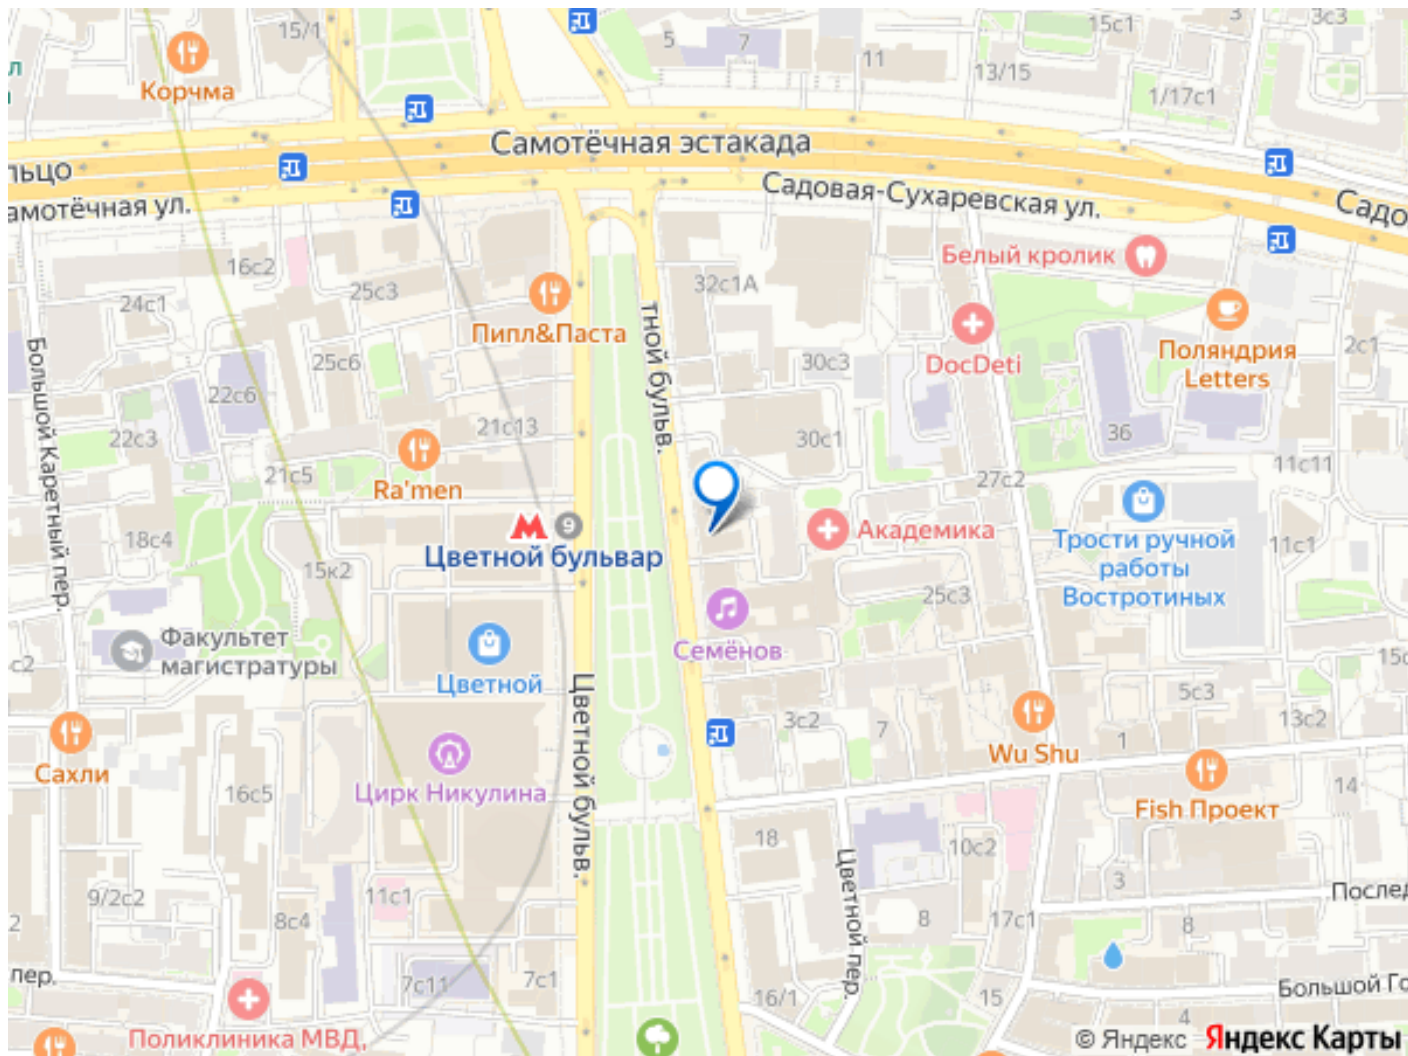 15/1
5
7
11
15с1
3
3с3
13/15
1/17с1
Корчма
Самотёчная эстакада
льцо
амотёчная ул.
Садовая-Сухаревская ул.
Садо
Белый кролик
16с2
25с3
32с1А
24с1
Пипл&Паста
тной бульв.
DocDeti
Поляндрия
Letters
2с1
25с6
30с3
22с6
Большой Каретный пер.
22с3
21с13
30с1
36
11с11
21с5
Ra'men
27с2
9
Цветной бульвар
Академика
18с4
15к2
Трости ручной
работы
Востротиных
11с1
25с3
Факультет
магистратуры
с2
Семёнов
Цветной
15с
5с3
13с2
3с2
7
1
Wu Shu
Сахли
Цирк Никулина
Цветной бульв.
16с5
14
Fish Проект
18
10с2
Цветной пер.
3
9/2с2
11с1
8с4
2
8
17с1
8
Послед
пер.
7с11
7с1
16/1
15
Большой Го
4
Поликлиника МВД,
© Яндекс Яндекс Карты